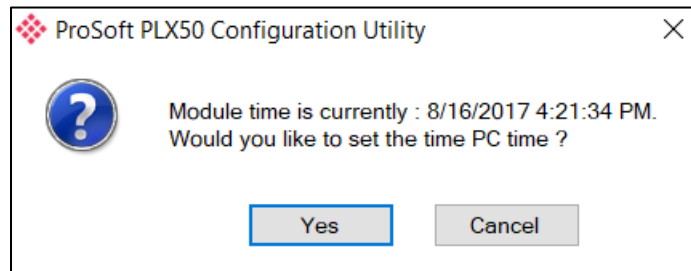 ProSoft PLX50 Configuration Utility
Module time is currently : 8/16/2017 4:21:34 PM.
Would you like to set the time PC time ?
Yes
Cancel